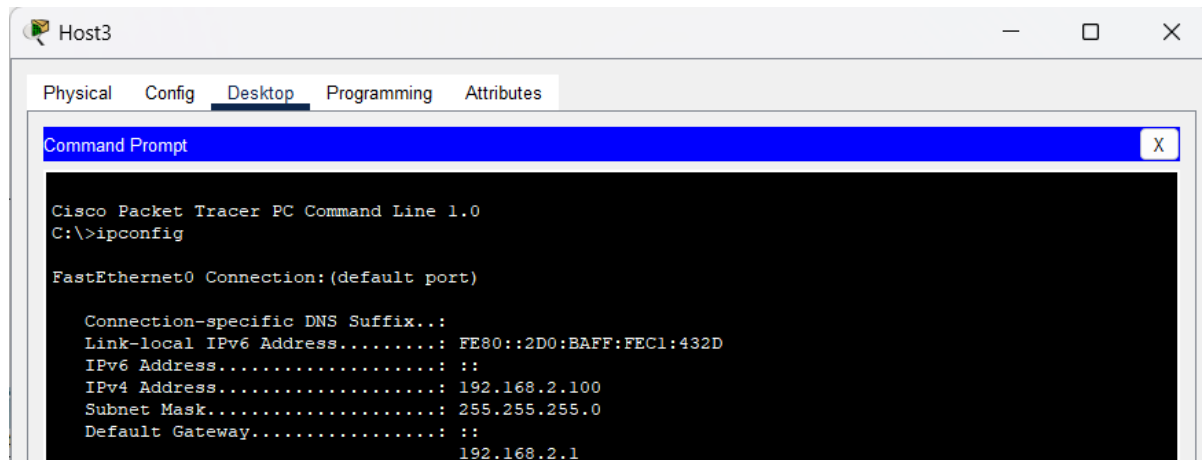 Host3
Physical Config Desktop Programming Attributes
Command Prompt X
Cisco Packet Tracer PC Command Line 1.0
C:\>ipconfig
FastEthernet0 Connection:(default port)
Connection-specific DNS Suffix..:
Link-local IPv6 Address.........: FE80::2D0:BAFF:FEC1:432D
IPv6 Address....................: ::
IPv4 Address....................: 192.168.2.100
Subnet Mask.....................: 255.255.255.0
Default Gateway.................: ::
192.168.2.1